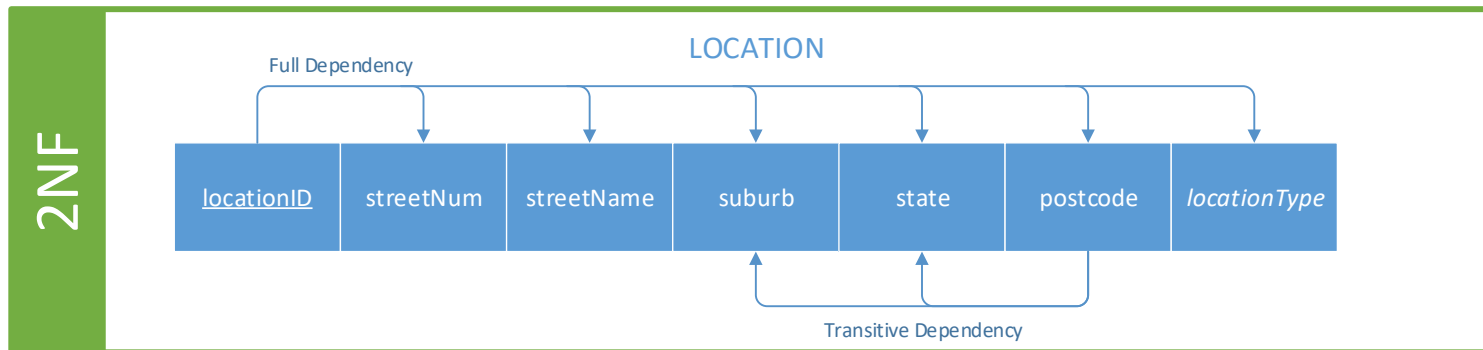 2NF
LOCATION
Full Dependency
locationID streetNum streetName suburb state postcode locationType
Transitive Dependency